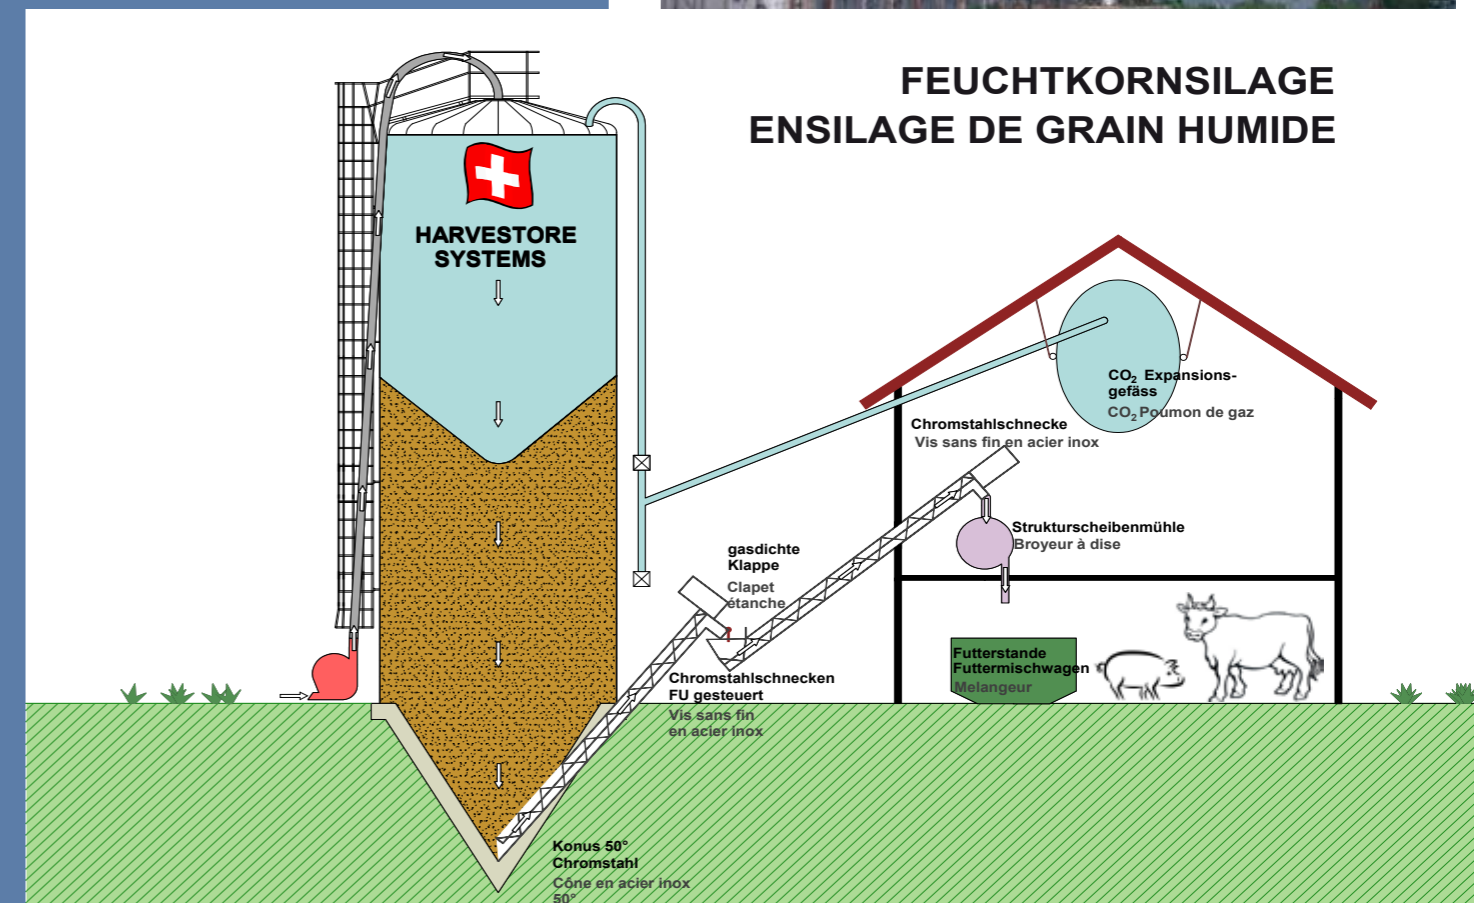 FEUCHTKORNSILAGE
ENSILAGE DE GRAIN HUMIDE
HARVESTORE
SYSTEMS
CO₂ Expansions-
gefäss
CO₂ Poumon de gaz
Chromstahlschnecke
Vis sans fin en acier inox
Strukturscheibenmühle
Broyeur à dise
gasdichte
Klappe
Clapet
étanche
Futterstande
Futtermischwagen
Melangeur
Chromstahlschnecken
FU gesteuert
Vis sans fin
en acier inox
Konus 50°
Chromstahl
Cône en acier inox
50°